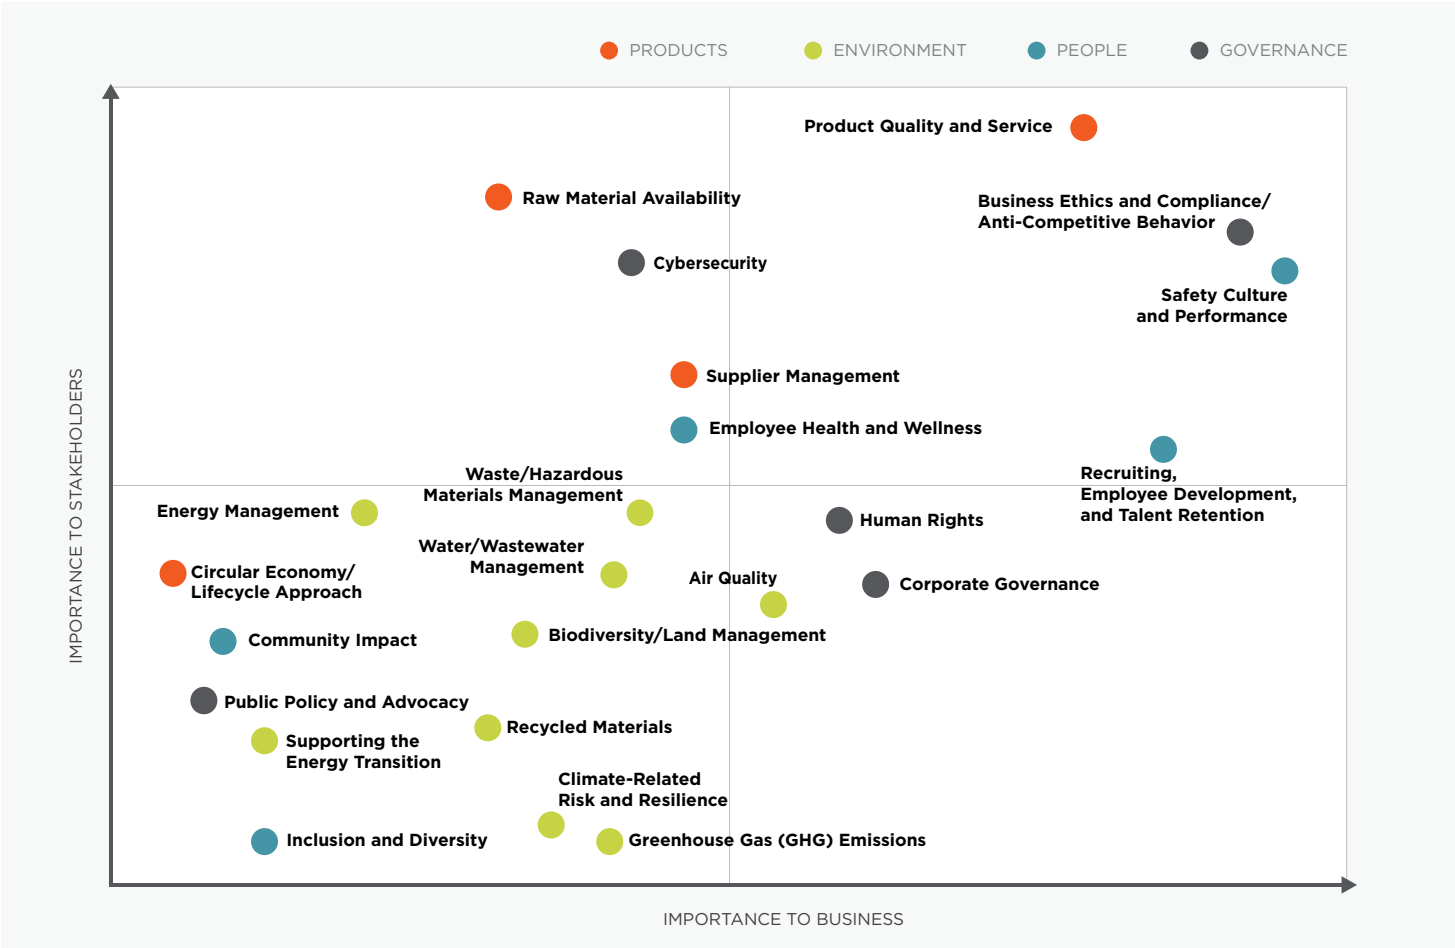 PRODUCTS
ENVIRONMENT
PEOPLE
GOVERNANCE
Product Quality and Service
Raw Material Availability
Business Ethics and Compliance/
Anti-Competitive Behavior
Cybersecurity
Safety Culture
and Performance
Supplier Management
Employee Health and Wellness
Waste/Hazardous
Materials Management
Recruiting,
Employee Development,
and Talent Retention
Energy Management
Human Rights
Water/Wastewater
Management
Circular Economy/
Lifecycle Approach
Air Quality
Corporate Governance
Community Impact
Biodiversity/Land Management
Public Policy and Advocacy
Recycled Materials
Supporting the
Energy Transition
Climate-Related
Risk and Resilience
Inclusion and Diversity
Greenhouse Gas (GHG) Emissions
IMPORTANCE TO STAKEHOLDERS
IMPORTANCE TO BUSINESS